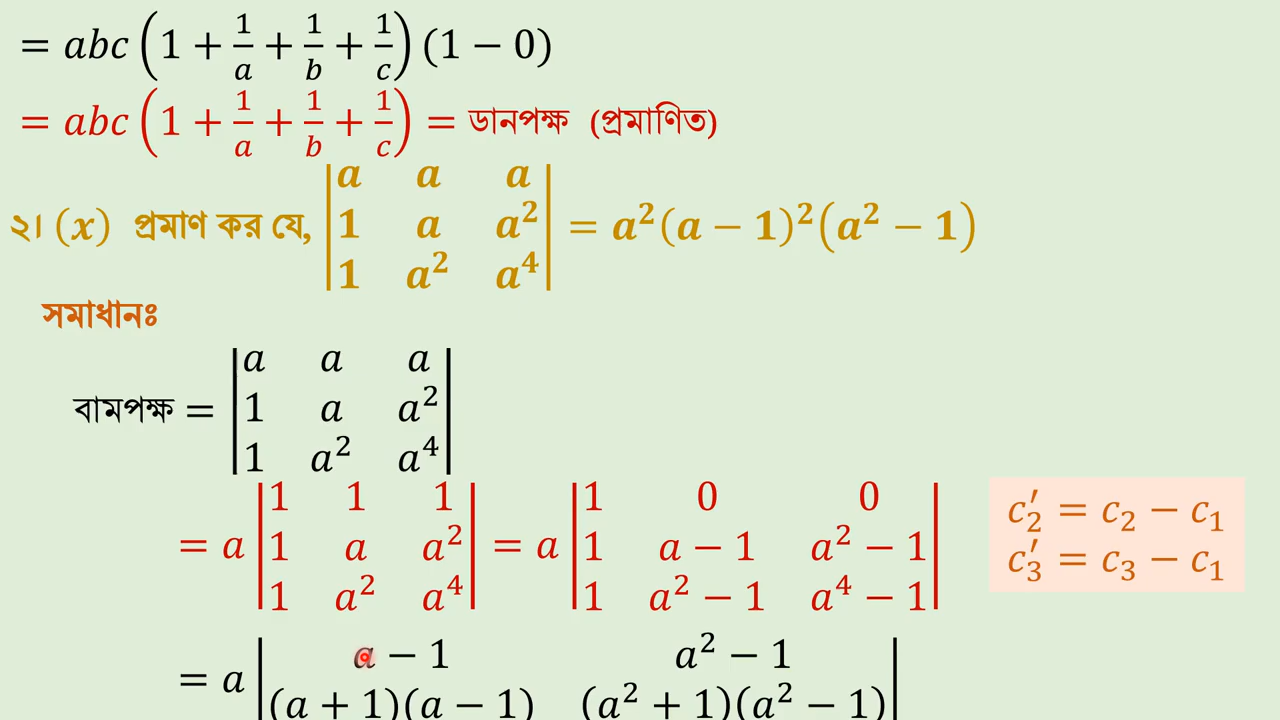 = abc(1 + 1/a + 1/b + 1/c)(1 − 0)
= abc(1 + 1/a + 1/b + 1/c) = ডানপক্ষ (প্রমাণিত)
২। (x) প্রমাণ কর যে, |a a a; 1 a a²; 1 a² a⁴| = a²(a − 1)²(a² − 1)
সমাধানঃ
বামপক্ষ = |a a a; 1 a a²; 1 a² a⁴|
= a |1 1 1; 1 a a²; 1 a² a⁴| = a |1 0 0; 1 a − 1 a² − 1; 1 a² − 1 a⁴ − 1|
c₂′ = c₂ − c₁
c₃′ = c₃ − c₁
= a |a − 1 a² − 1; (a + 1)(a − 1) (a² + 1)(a² − 1)|